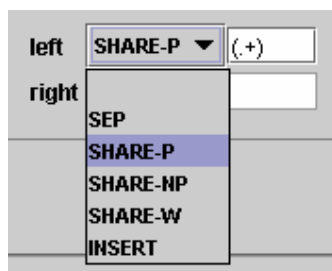 left SHARE-P (.+)
right
SEP
SHARE-P
SHARE-NP
SHARE-W
INSERT